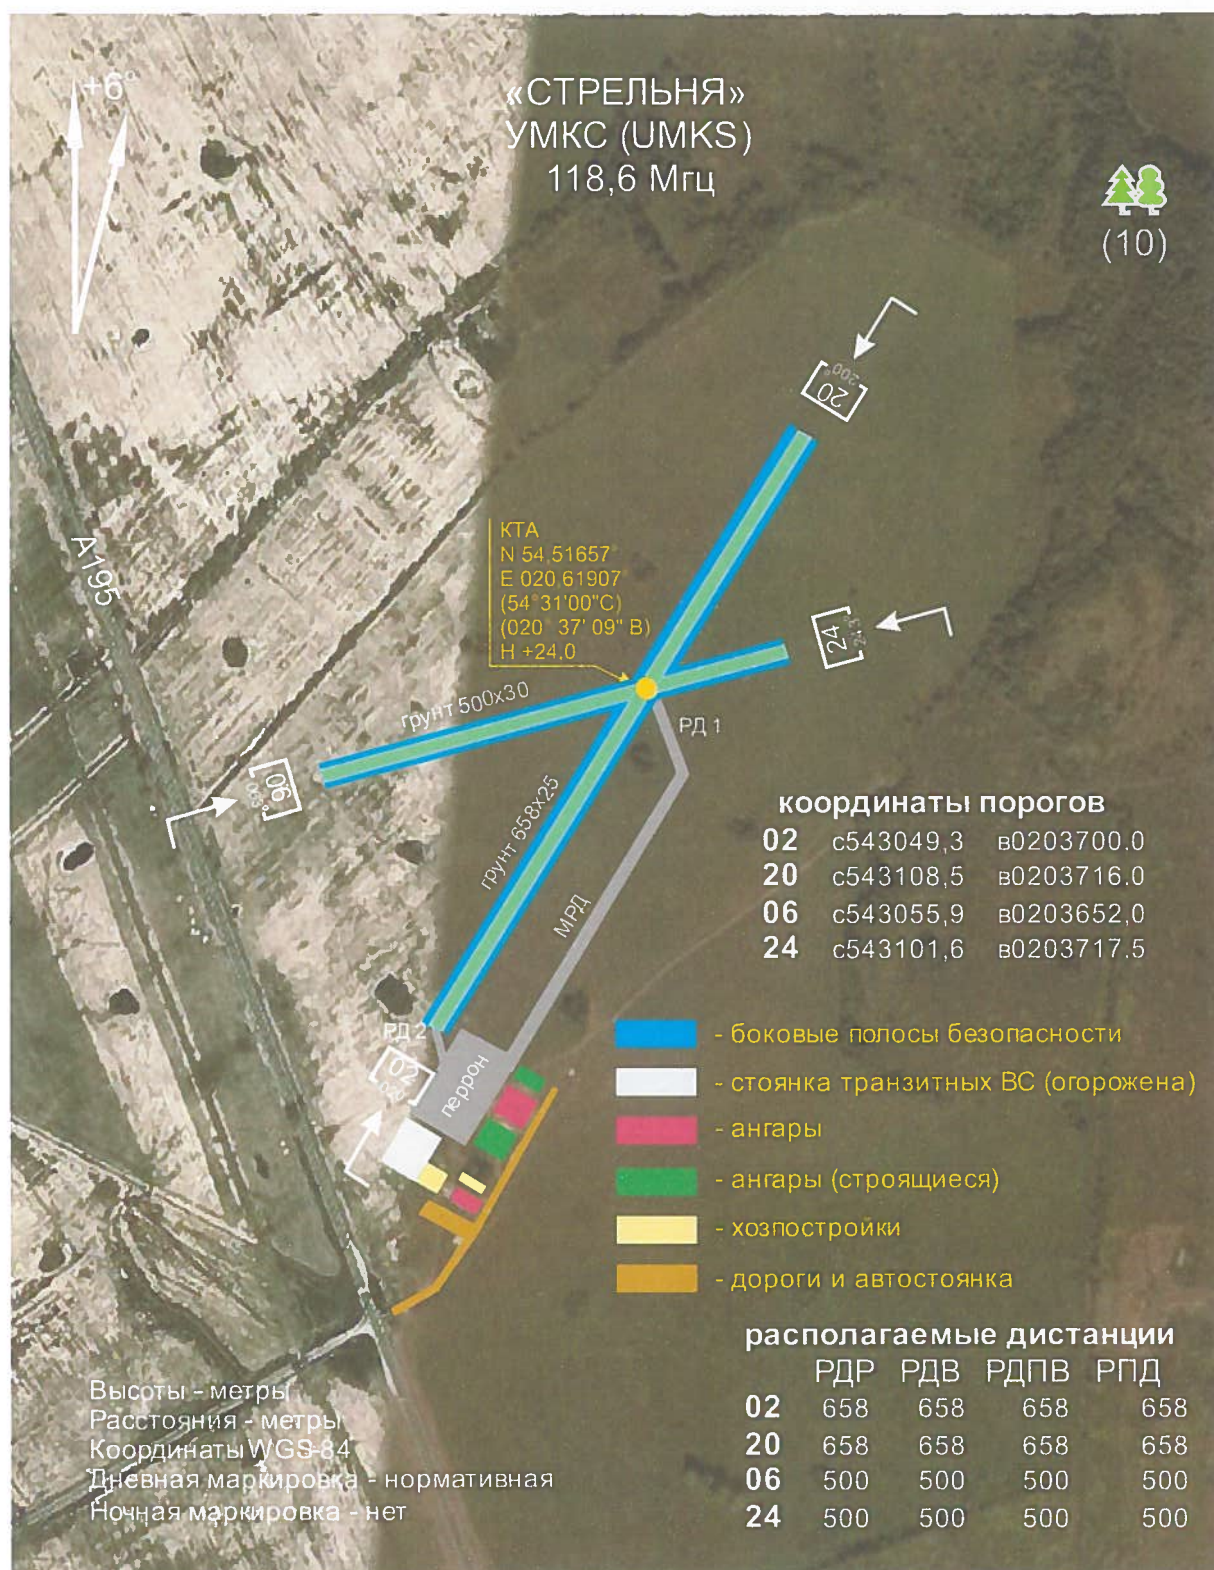 +6°
«СТРЕЛЬНЯ»
УМКС (UMKS)
118,6 Мгц
(10)
20
200°
КТА
N 54,51657°
E 020,61907°
(54°31'00"С)
(020° 37' 09" В)
H +24,0
А195
24
243°
грунт 500х30
РД 1
06
063°
грунт 658х25
МРД
координаты порогов
02 с543049,3 в0203700.0
20 с543108,5 в0203716.0
06 с543055,9 в0203652,0
24 с543101,6 в0203717.5
РД 2
02
020°
перрон
- боковые полосы безопасности
- стоянка транзитных ВС (огорожена)
- ангары
- ангары (строящиеся)
- хозпостройки
- дороги и автостоянка
располагаемые дистанции
РДР РДВ РДПВ РПД
02 658 658 658 658
20 658 658 658 658
06 500 500 500 500
24 500 500 500 500
Высоты - метры
Расстояния - метры
Координаты WGS-84
Дневная маркировка - нормативная
Ночная маркировка - нет